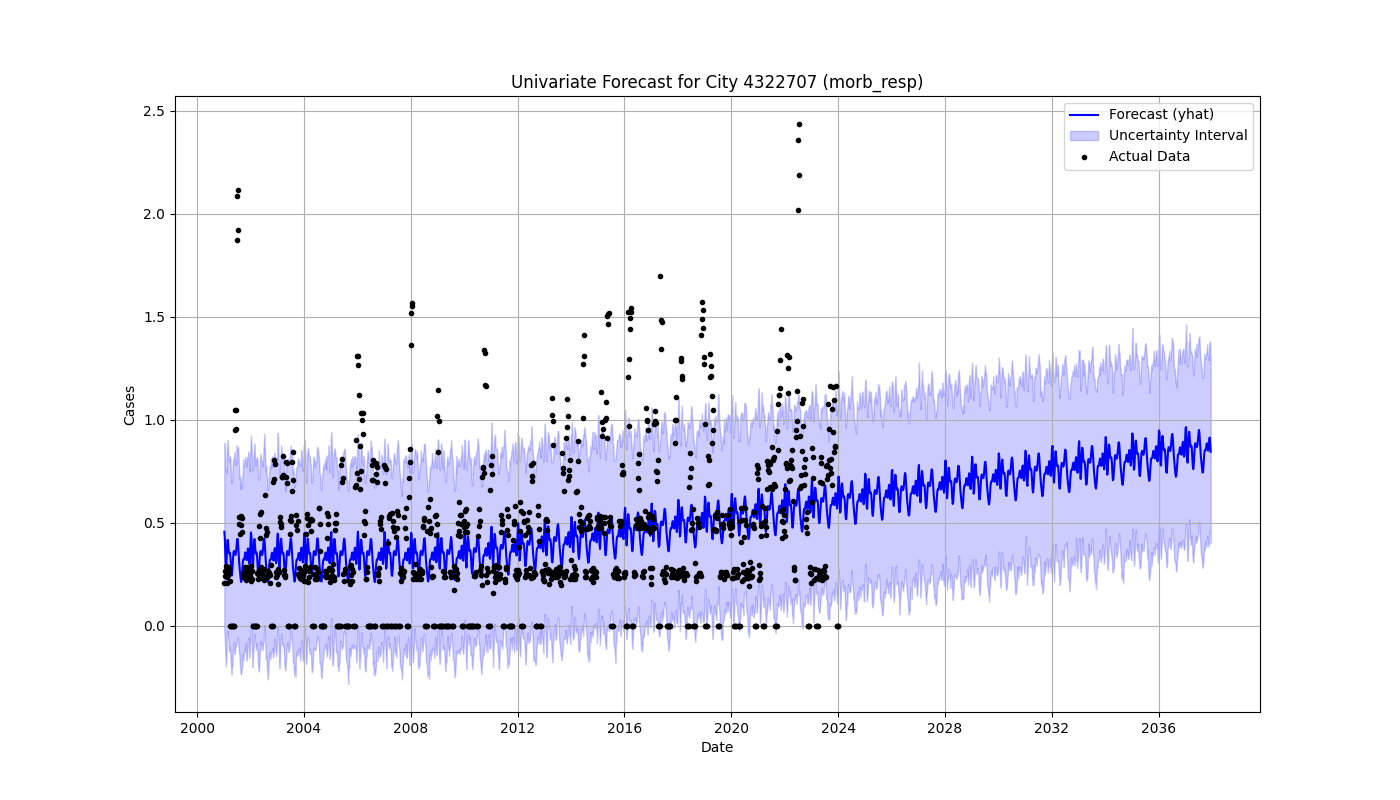 Univariate Forecast for City 4322707 (morb_resp)
Forecast (yhat)
Uncertainty Interval
Actual Data
Cases
2.5
2.0
1.5
1.0
0.5
0.0
2000 2004 2008 2012 2016 2020 2024 2028 2032 2036
Date